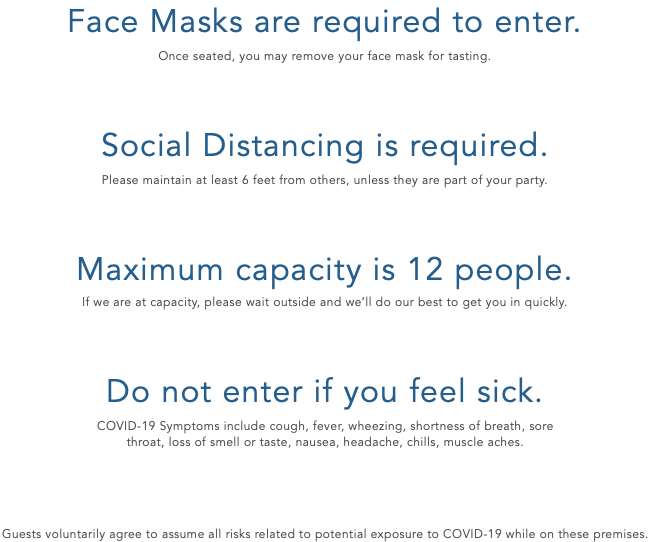 Face Masks are required to enter.
Once seated, you may remove your face mask for tasting.
Social Distancing is required.
Please maintain at least 6 feet from others, unless they are part of your party.
Maximum capacity is 12 people.
If we are at capacity, please wait outside and we’ll do our best to get you in quickly.
Do not enter if you feel sick.
COVID-19 Symptoms include cough, fever, wheezing, shortness of breath, sore
throat, loss of smell or taste, nausea, headache, chills, muscle aches.
Guests voluntarily agree to assume all risks related to potential exposure to COVID-19 while on these premises.